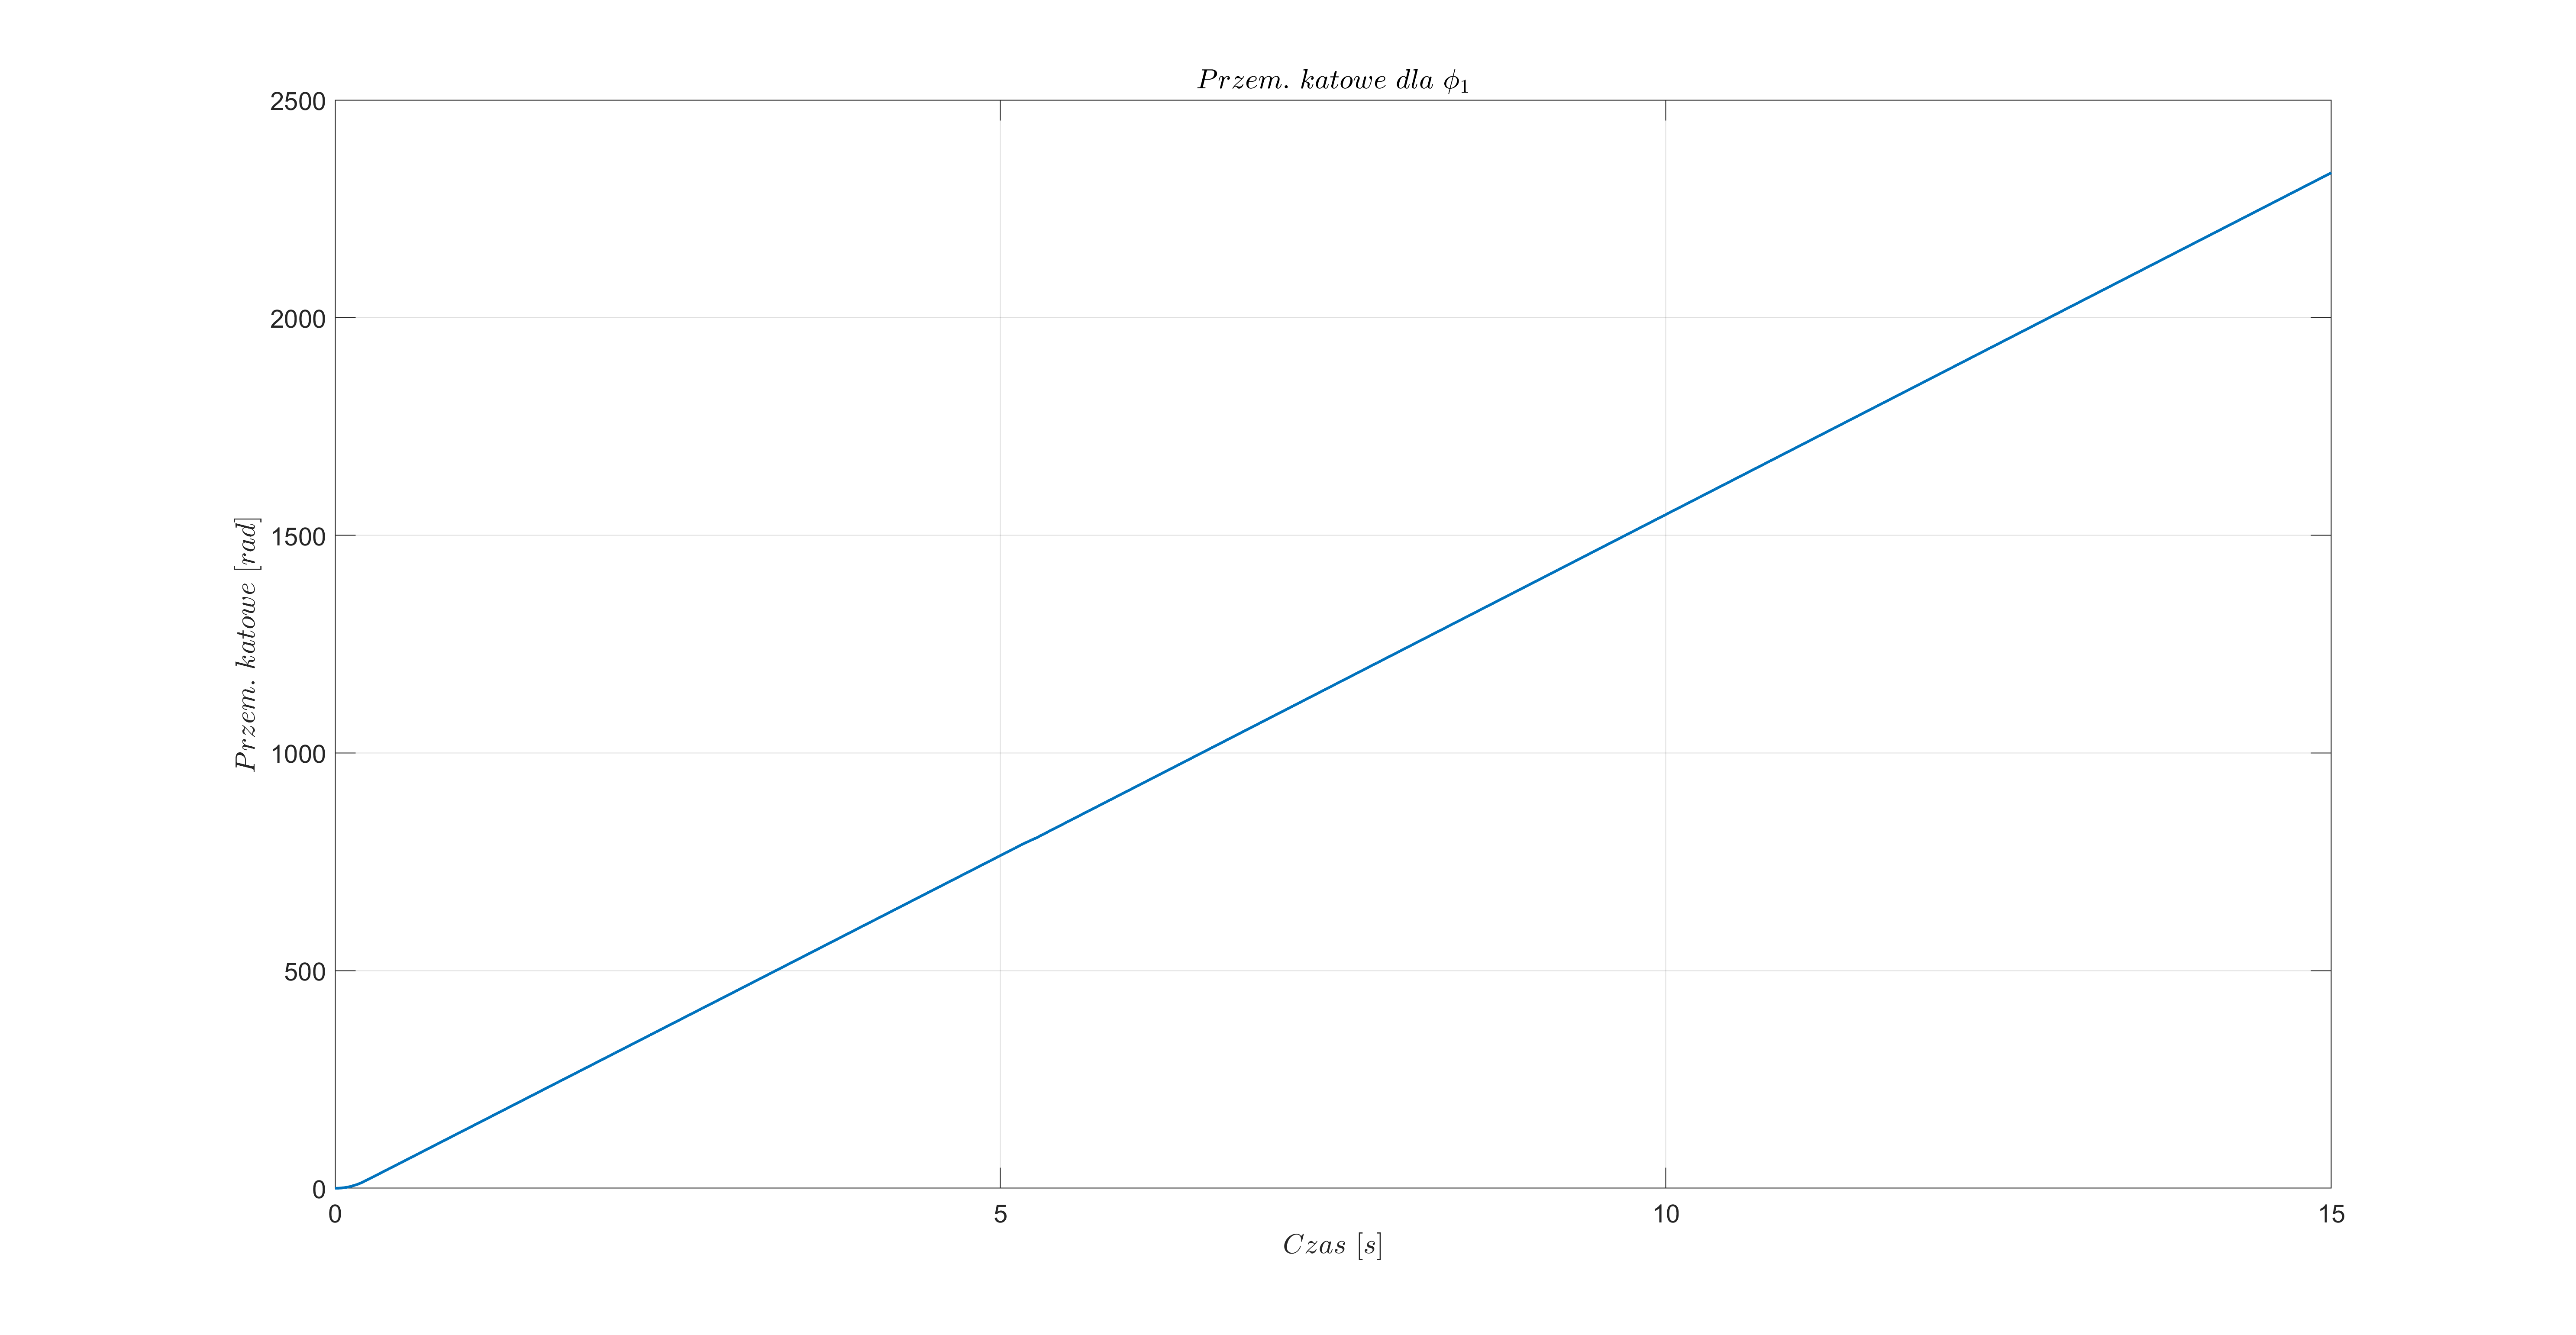 Przem. katowe dla ϕ₁
2500
2000
1500
1000
500
0
Przem. katowe [rad]
0 5 10 15
Czas [s]